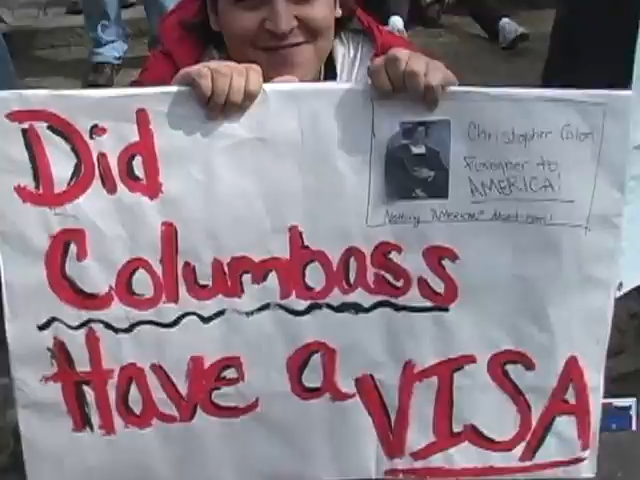 Did
Columbass
Have a
VISA
Christopher Colon
Foreigner to
AMERICA!
Nothing "American" About Him!